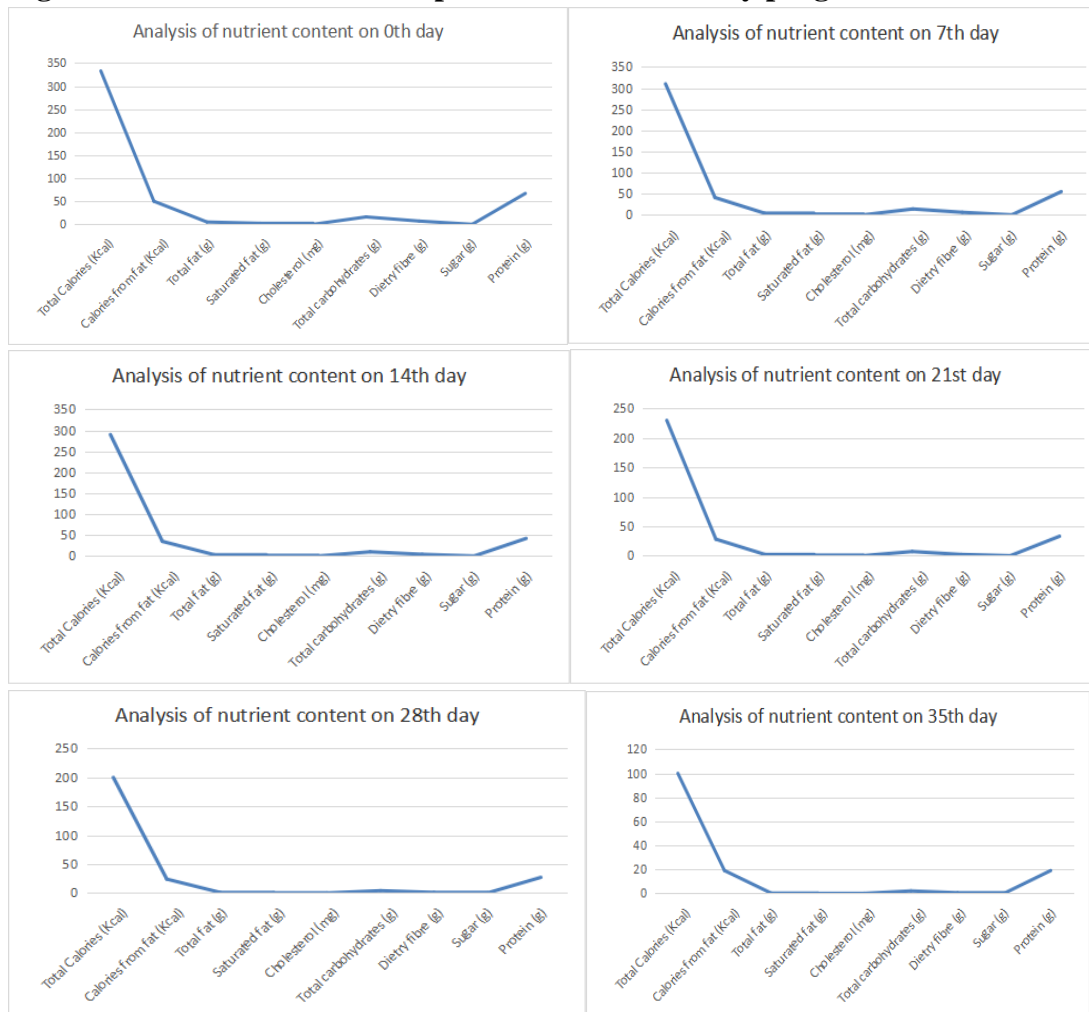 Analysis of nutrient content on 0th day
350
300
250
200
150
100
50
0
Total Calories (Kcal)
Calories from fat (Kcal)
Total fat (g)
Saturated fat (g)
Cholesterol (mg)
Total carbohydrates (g)
Dietry fibre (g)
Sugar (g)
Protein (g)
Analysis of nutrient content on 7th day
350
300
250
200
150
100
50
0
Total Calories (Kcal)
Calories from fat (Kcal)
Total fat (g)
Saturated fat (g)
Cholesterol (mg)
Total carbohydrates (g)
Dietry fibre (g)
Sugar (g)
Protein (g)
Analysis of nutrient content on 14th day
350
300
250
200
150
100
50
0
Total Calories (Kcal)
Calories from fat (Kcal)
Total fat (g)
Saturated fat (g)
Cholesterol (mg)
Total carbohydrates (g)
Dietry fibre (g)
Sugar (g)
Protein (g)
Analysis of nutrient content on 21st day
250
200
150
100
50
0
Total Calories (Kcal)
Calories from fat (Kcal)
Total fat (g)
Saturated fat (g)
Cholesterol (mg)
Total carbohydrates (g)
Dietry fibre (g)
Sugar (g)
Protein (g)
Analysis of nutrient content on 28th day
250
200
150
100
50
0
Total Calories (Kcal)
Calories from fat (Kcal)
Total fat (g)
Saturated fat (g)
Cholesterol (mg)
Total carbohydrates (g)
Dietry fibre (g)
Sugar (g)
Protein (g)
Analysis of nutrient content on 35th day
120
100
80
60
40
20
0
Total Calories (Kcal)
Calories from fat (Kcal)
Total fat (g)
Saturated fat (g)
Cholesterol (mg)
Total carbohydrates (g)
Dietry fibre (g)
Sugar (g)
Protein (g)